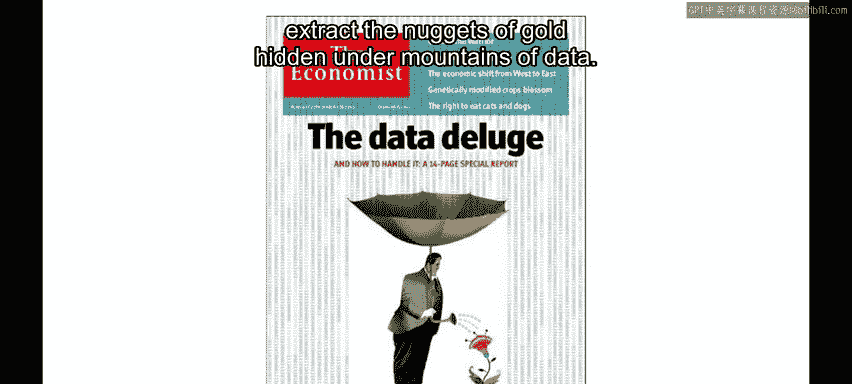 extract the nuggets of gold
hidden under mountains of data.
The
Economist
The economic shift from West to East
Genetically modified crops blossom
The right to eat cats and dogs
The data deluge
AND HOW TO HANDLE IT: A 14-PAGE SPECIAL REPORT